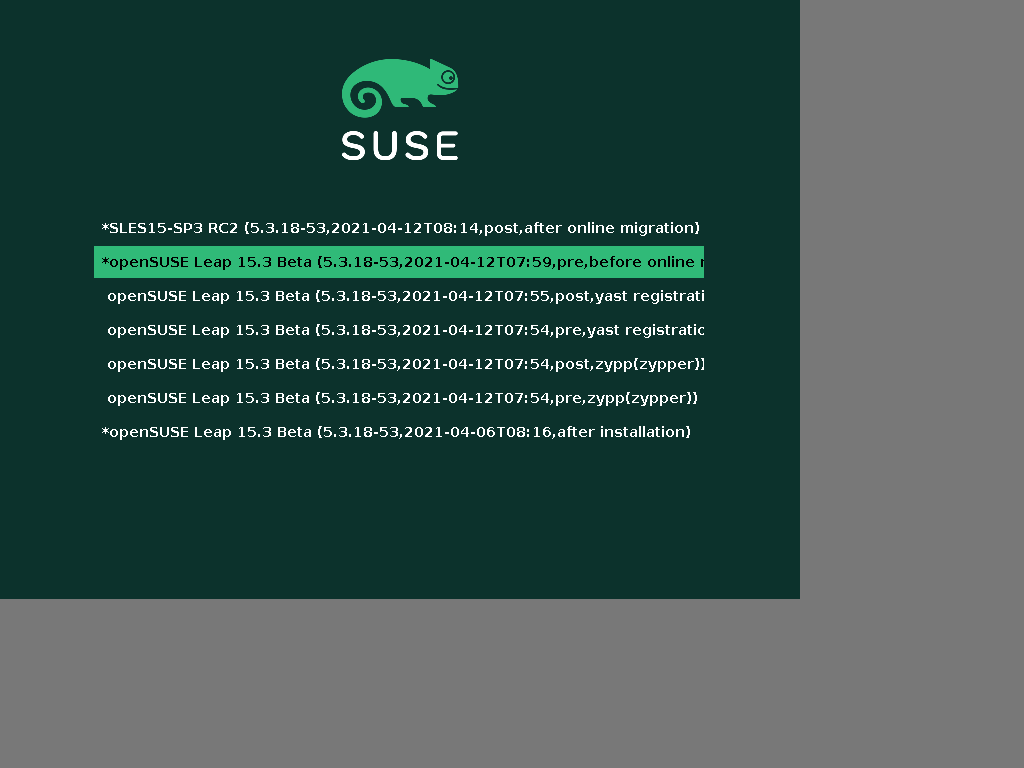 SUSE
*SLES15-SP3 RC2 (5.3.18-53,2021-04-12T08:14,post,after online migration)
*openSUSE Leap 15.3 Beta (5.3.18-53,2021-04-12T07:59,pre,before online
openSUSE Leap 15.3 Beta (5.3.18-53,2021-04-12T07:55,post,yast registrati
openSUSE Leap 15.3 Beta (5.3.18-53,2021-04-12T07:54,pre,yast registratio
openSUSE Leap 15.3 Beta (5.3.18-53,2021-04-12T07:54,post,zypp(zypper))
openSUSE Leap 15.3 Beta (5.3.18-53,2021-04-12T07:54,pre,zypp(zypper))
*openSUSE Leap 15.3 Beta (5.3.18-53,2021-04-06T08:16,after installation)